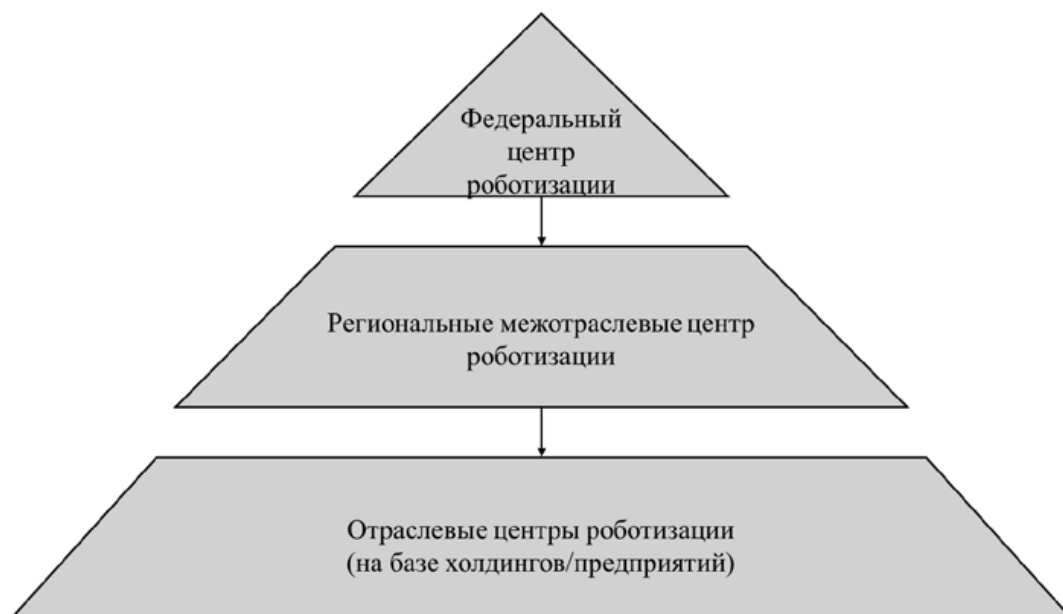 Федеральный
центр
роботизации
Региональные межотраслевые центр
роботизации
Отраслевые центры роботизации
(на базе холдингов/предприятий)